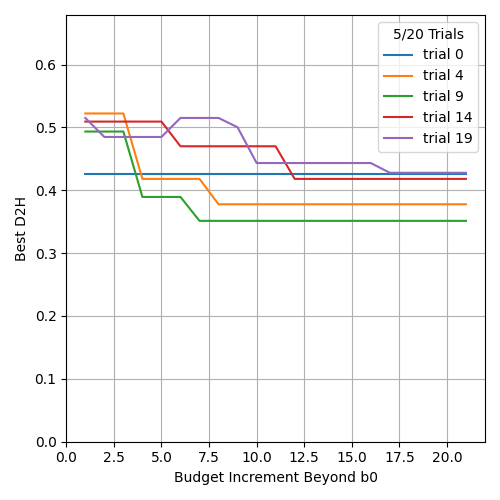 5/20 Trials
trial 0
trial 4
trial 9
trial 14
trial 19
Best D2H
0.6
0.5
0.4
0.3
0.2
0.1
0.0
0.0 2.5 5.0 7.5 10.0 12.5 15.0 17.5 20.0
Budget Increment Beyond b0